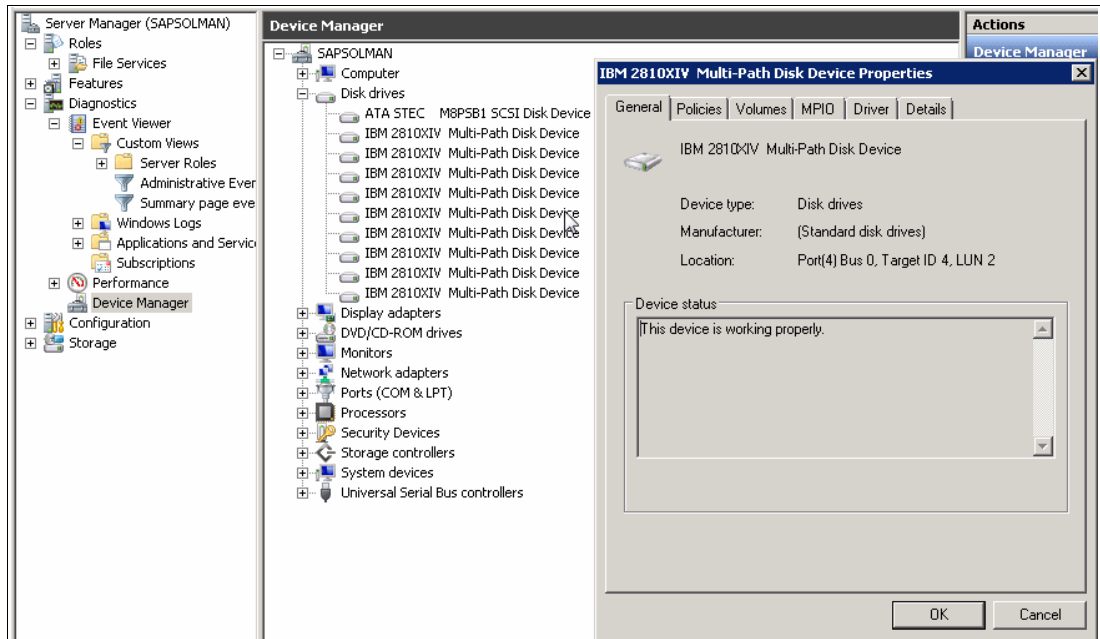 Server Manager (SAPSOLMAN)
Roles
File Services
Features
Diagnostics
Event Viewer
Custom Views
Server Roles
Administrative Ever
Summary page eve
Windows Logs
Applications and Servic
Subscriptions
Performance
Device Manager
Configuration
Storage
Device Manager
SAPSOLMAN
Computer
Disk drives
ATA STEC M8PSB1 SCSI Disk Device
IBM 2810XIV Multi-Path Disk Device
IBM 2810XIV Multi-Path Disk Device
IBM 2810XIV Multi-Path Disk Device
IBM 2810XIV Multi-Path Disk Device
IBM 2810XIV Multi-Path Disk Device
IBM 2810XIV Multi-Path Disk Device
IBM 2810XIV Multi-Path Disk Device
IBM 2810XIV Multi-Path Disk Device
IBM 2810XIV Multi-Path Disk Device
Display adapters
DVD/CD-ROM drives
Monitors
Network adapters
Ports (COM & LPT)
Processors
Security Devices
Storage controllers
System devices
Universal Serial Bus controllers
Actions
Device Manager
IBM 2810XIV Multi-Path Disk Device Properties
General Policies Volumes MPIO Driver Details
IBM 2810XIV Multi-Path Disk Device
Device type: Disk drives
Manufacturer: (Standard disk drives)
Location: Port(4) Bus 0, Target ID 4, LUN 2
Device status
This device is working properly.
OK Cancel